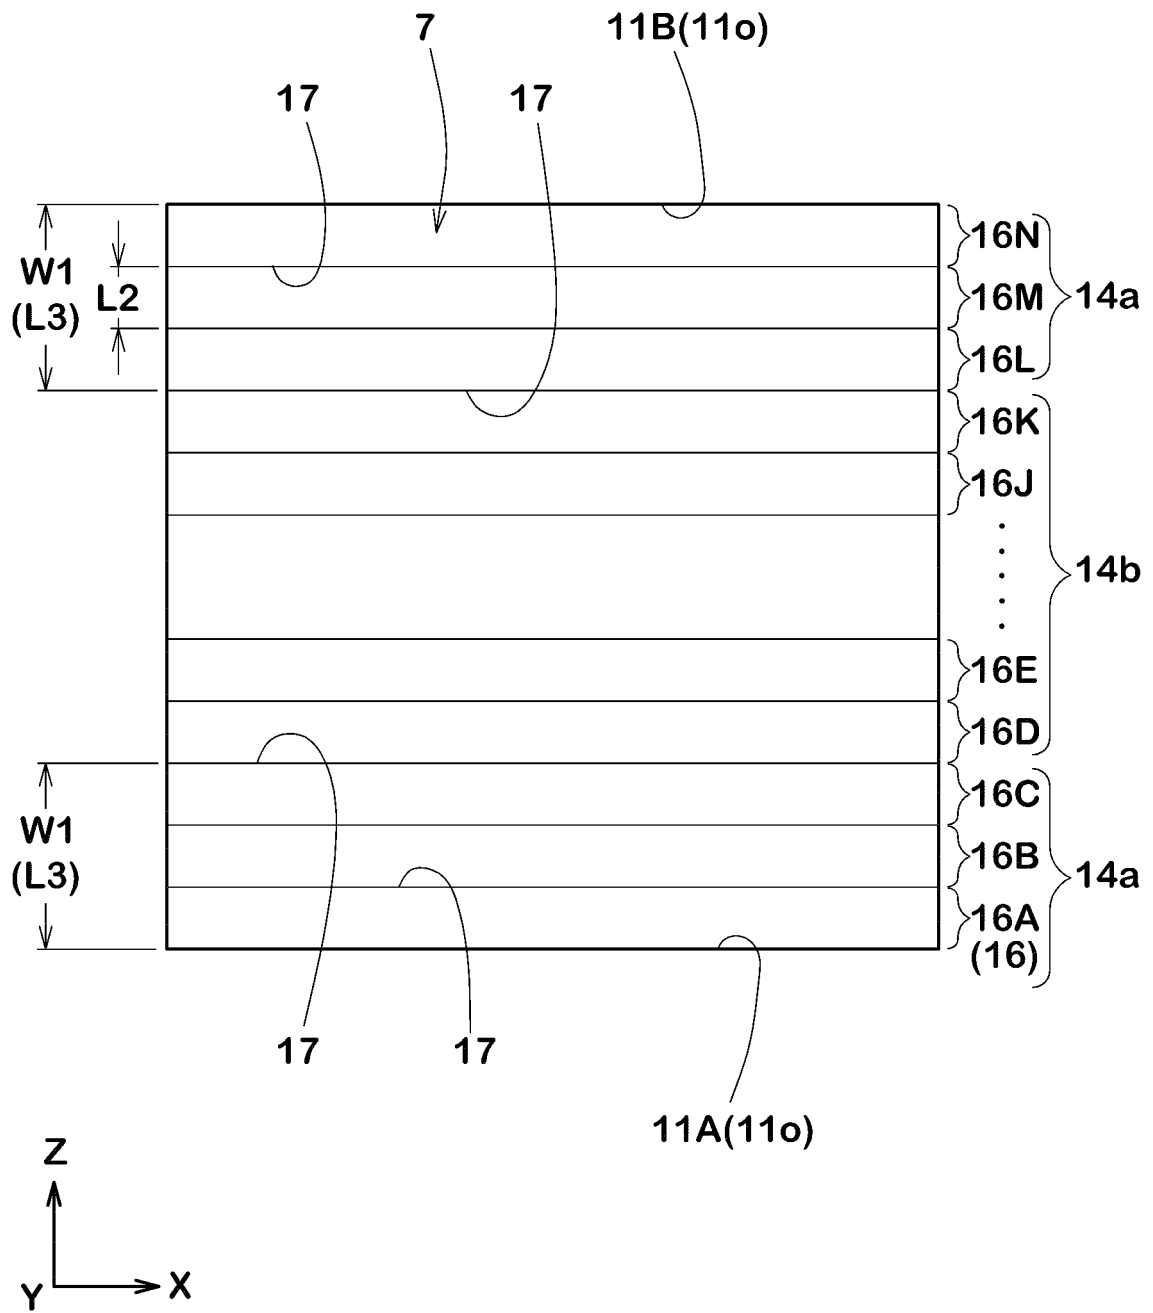 7
11B(11o)
17
17
16N
W1
L2
16M
14a
(L3)
16L
16K
16J
14b
16E
16D
16C
W1
16B
(L3)
14a
16A
(16)
17
17
11A(11o)
Z
Y
X